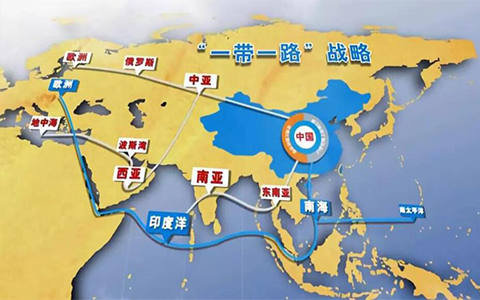 “一带一路”战略
欧洲
俄罗斯
中亚
欧洲
地中海
波斯湾
西亚
中国
南亚
东南亚
印度洋
南海
南太平洋